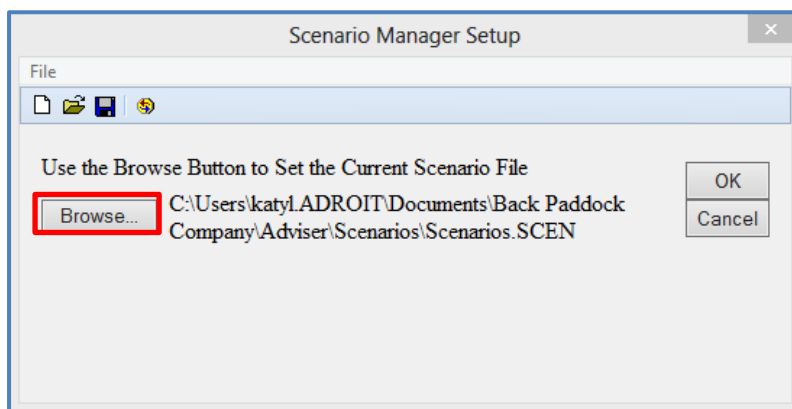 Scenario Manager Setup
File
Use the Browse Button to Set the Current Scenario File
Browse...
C:\Users\katyl.ADROIT\Documents\Back Paddock
Company\Adviser\Scenarios\Scenarios.SCEN
OK
Cancel